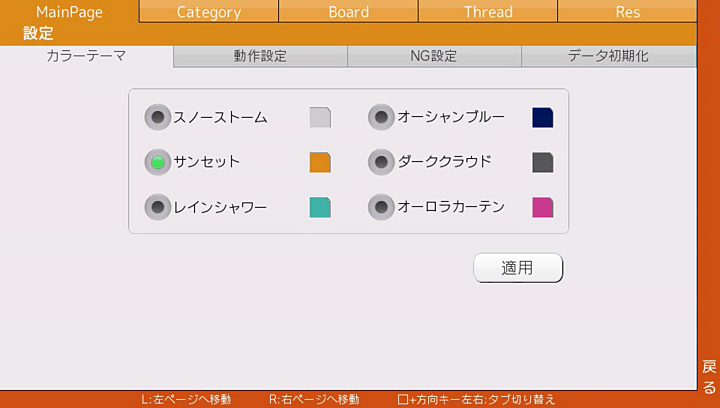 MainPage
Category
Board
Thread
Res
設定
カラーテーマ
動作設定
NG設定
データ初期化
スノーストーム
オーシャンブルー
サンセット
ダーククラウド
レインシャワー
オーロラカーテン
適用
戻る
L:左ページへ移動
R:右ページへ移動
□+方向キー左右:タブ切り替え